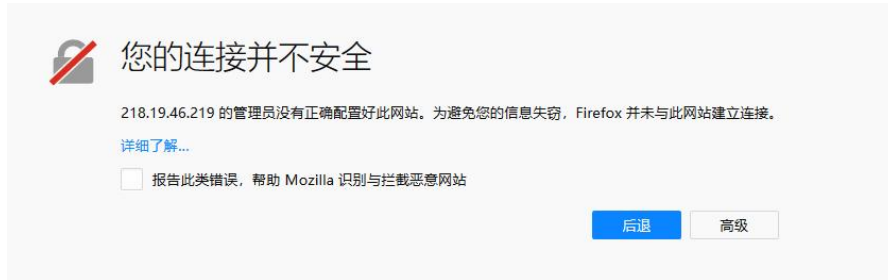 您的连接并不安全
218.19.46.219 的管理员没有正确配置好此网站。为避免您的信息失窃，Firefox 并未与此网站建立连接。
详细了解...
报告此类错误，帮助 Mozilla 识别与拦截恶意网站
后退 高级